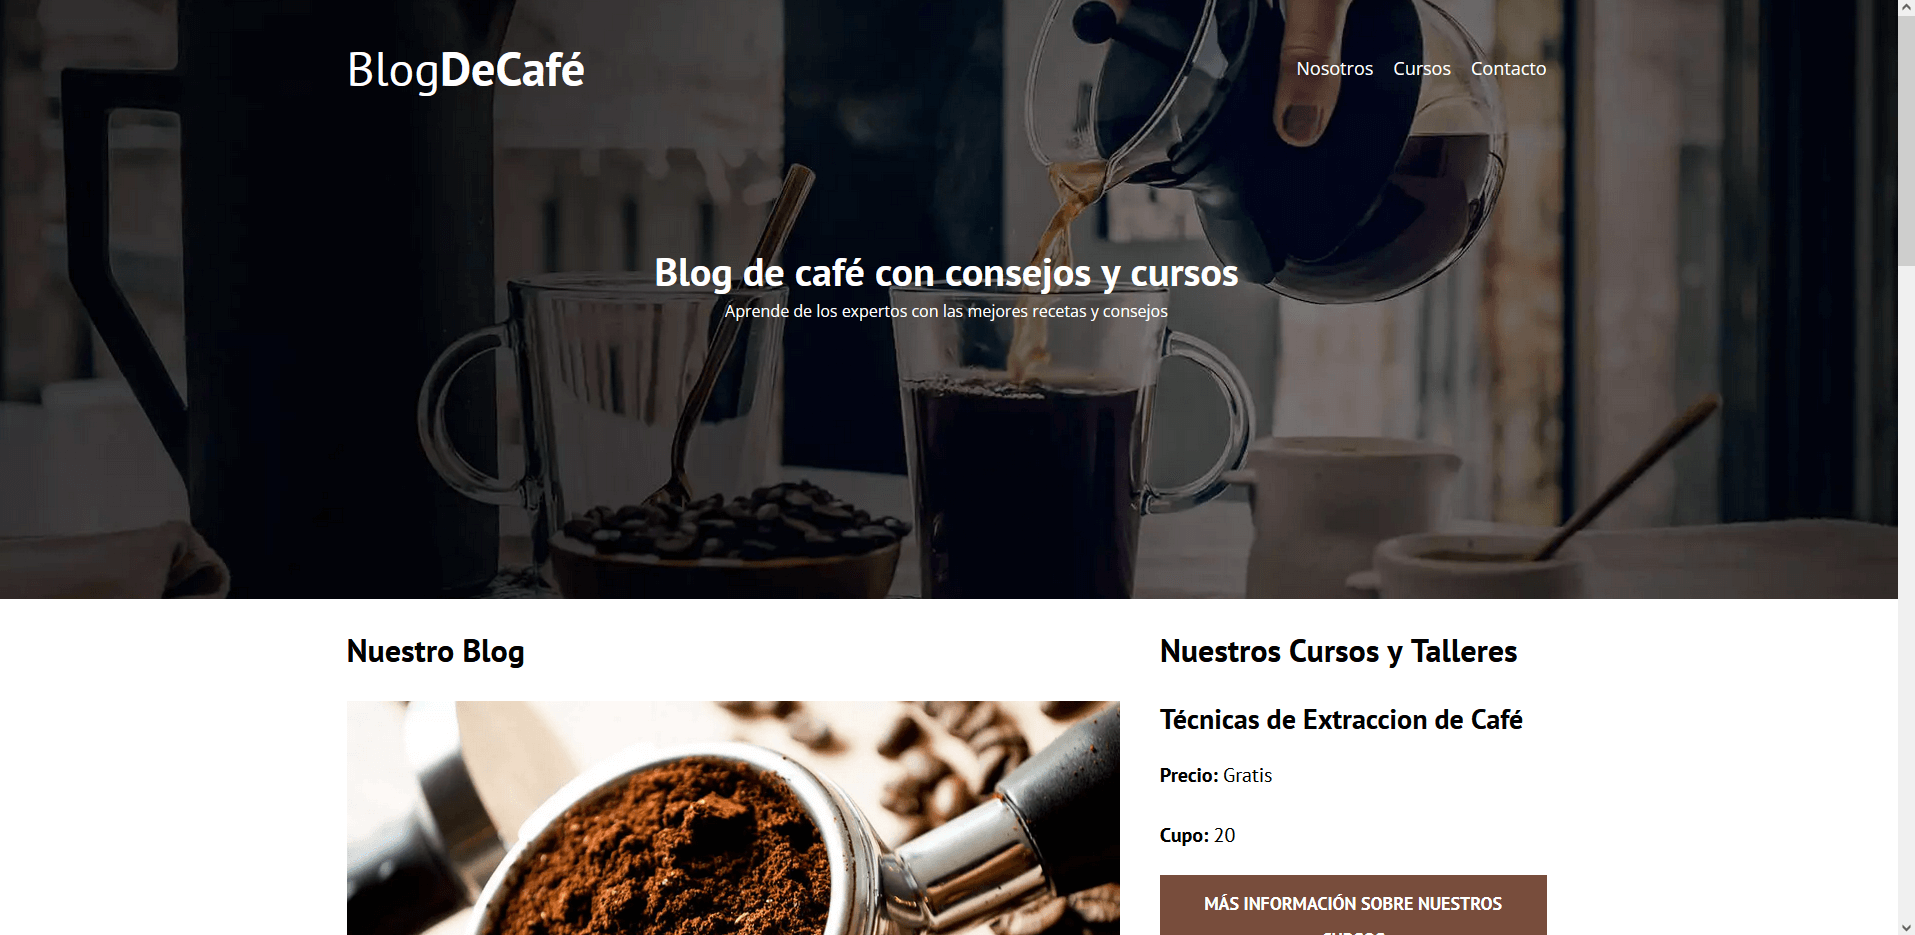 BlogDeCafé
Nosotros Cursos Contacto
Blog de café con consejos y cursos
Aprende de los expertos con las mejores recetas y consejos
Nuestro Blog
Nuestros Cursos y Talleres
Técnicas de Extraccion de Café
Precio: Gratis
Cupo: 20
MÁS INFORMACIÓN SOBRE NUESTROS
CURSOS